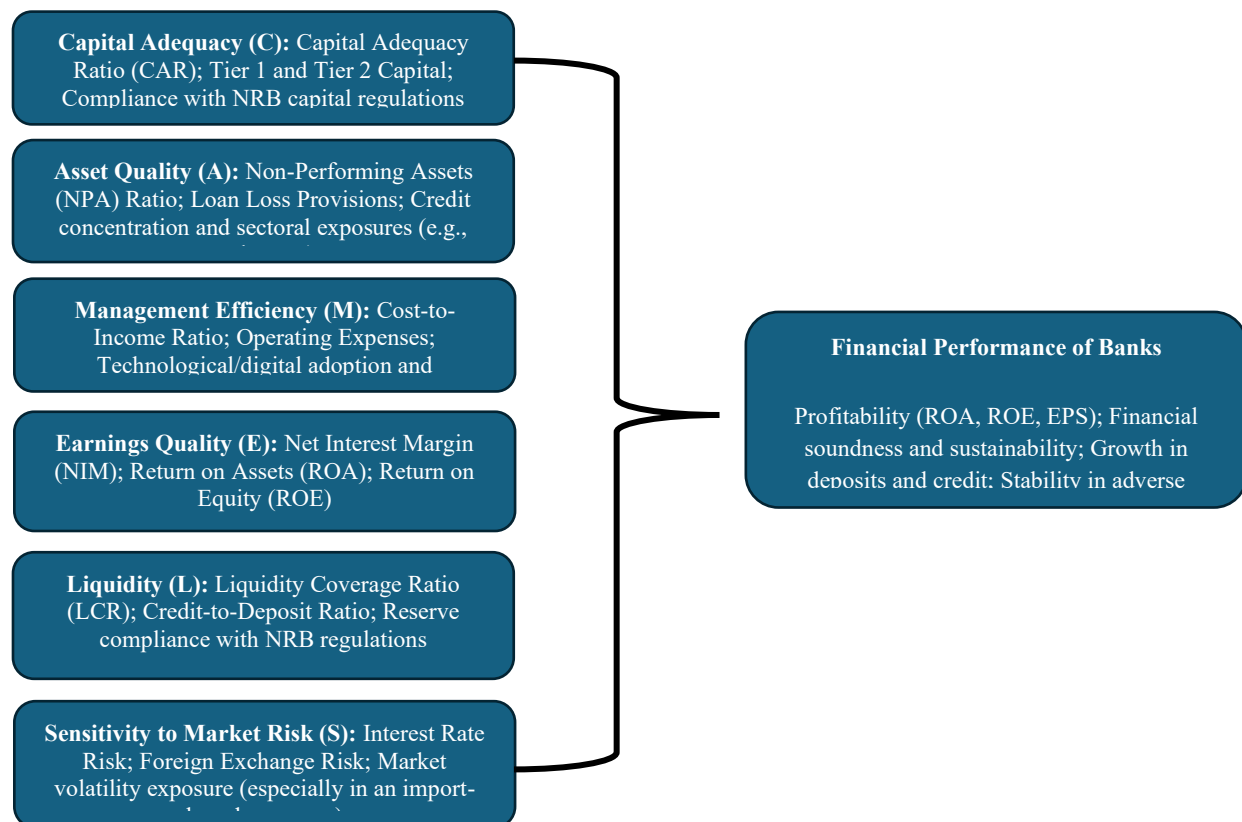 Capital Adequacy (C): Capital Adequacy
Ratio (CAR); Tier 1 and Tier 2 Capital;
Compliance with NRB capital regulations
Asset Quality (A): Non-Performing Assets
(NPA) Ratio; Loan Loss Provisions; Credit
concentration and sectoral exposures (e.g.,
Management Efficiency (M): Cost-to-
Income Ratio; Operating Expenses;
Technological/digital adoption and
Earnings Quality (E): Net Interest Margin
(NIM); Return on Assets (ROA); Return on
Equity (ROE)
Liquidity (L): Liquidity Coverage Ratio
(LCR); Credit-to-Deposit Ratio; Reserve
compliance with NRB regulations
Sensitivity to Market Risk (S): Interest Rate
Risk; Foreign Exchange Risk; Market
volatility exposure (especially in an import-
Financial Performance of Banks
Profitability (ROA, ROE, EPS); Financial
soundness and sustainability; Growth in
deposits and credit; Stability in adverse